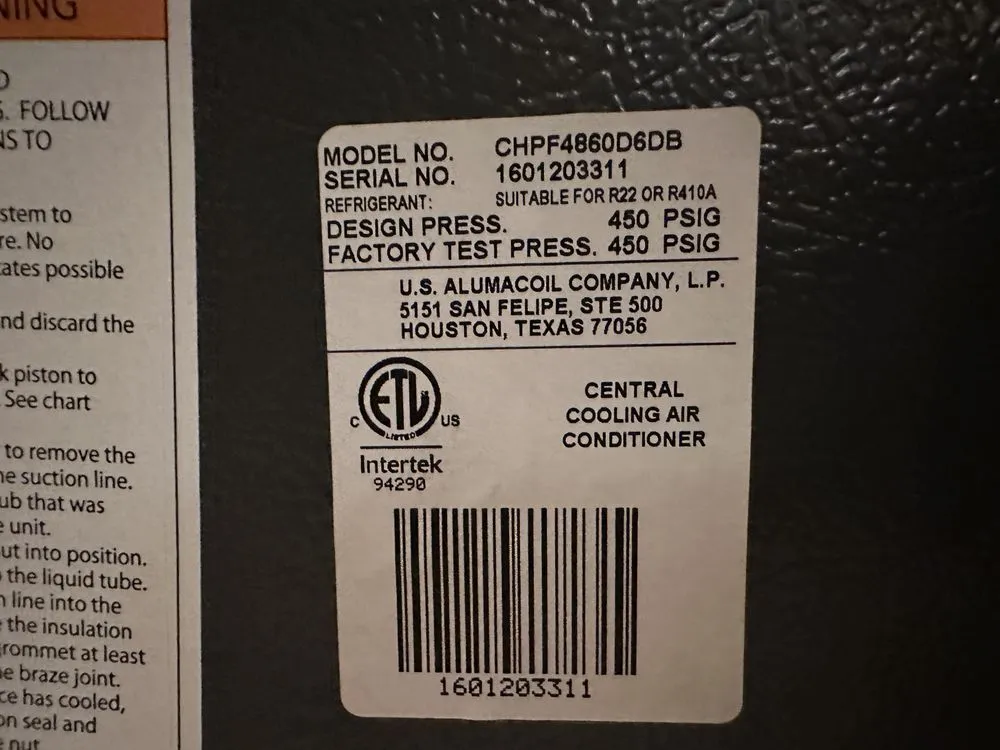 NING
S. FOLLOW
NS TO
stem to
re. No
ates possible
nd discard the
k piston to
See chart
to remove the
ne suction line.
ub that was
e unit.
ut into position.
the liquid tube.
n line into the
the insulation
rommet at least
e braze joint.
ce has cooled,
on seal and
nut
MODEL NO. CHPF4860D6DB
SERIAL NO. 1601203311
REFRIGERANT: SUITABLE FOR R22 OR R410A
DESIGN PRESS. 450 PSIG
FACTORY TEST PRESS. 450 PSIG
U.S. ALUMACOIL COMPANY, L.P.
5151 SAN FELIPE, STE 500
HOUSTON, TEXAS 77056
ETL
LISTED
C US
Intertek
94290
CENTRAL
COOLING AIR
CONDITIONER
1601203311